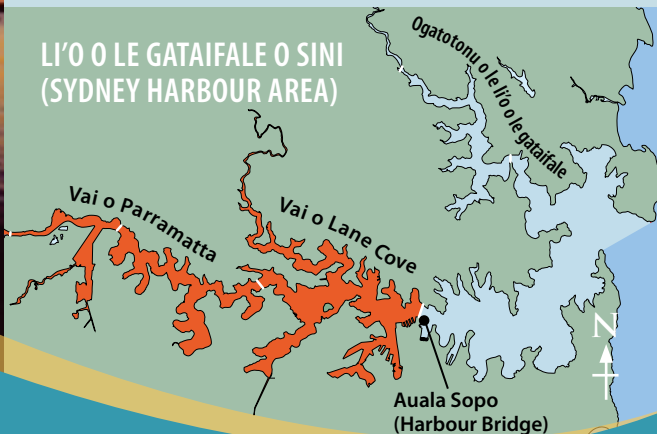 LI'O O LE GATAIFALE O SINI
(SYDNEY HARBOUR AREA)
Ogatotonu o le li'o o le gataifale
Vai o Parramatta
Vai o Lane Cove
N
Auala Sopo
(Harbour Bridge)